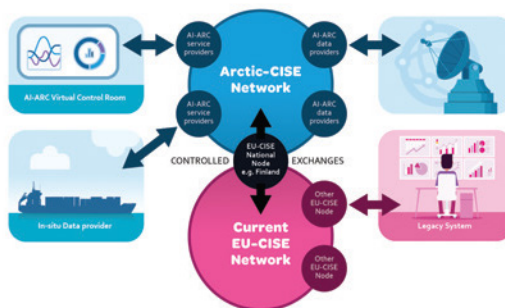 AI-ARC
service
providers
AI-ARC
data
providers
Arctic-CISE
Network
AI-ARC Virtual Control Room
AI-ARC
service
providers
AI-ARC
data
providers
CONTROLLED
EU-CISE
National
Node
e.g. Finland
EXCHANGES
In-situ Data provider
Other
EU-CISE
Node
Legacy System
Current
EU-CISE
Network
Other
EU-CISE
Node